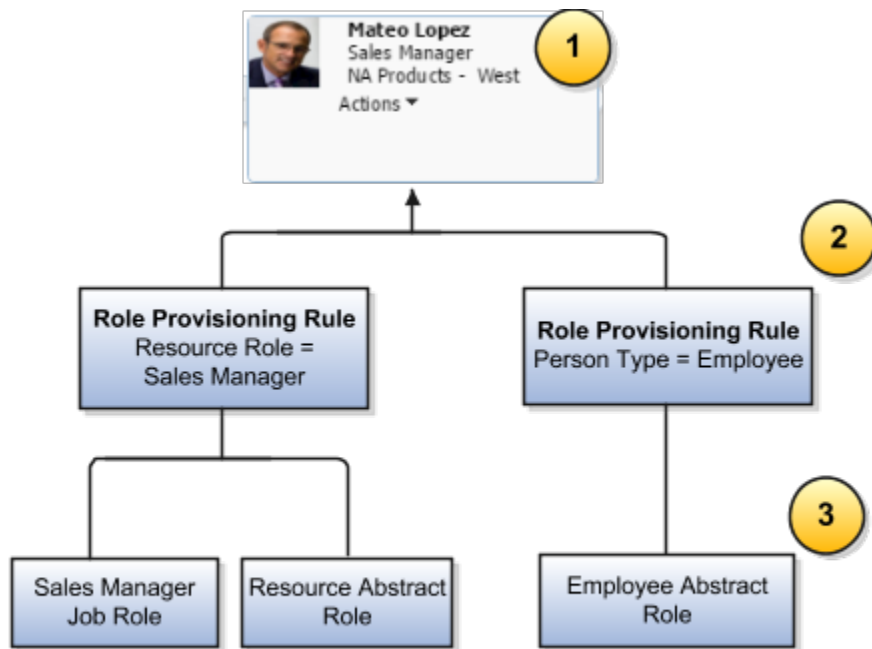 Mateo Lopez
Sales Manager
NA Products - West
Actions
1
2
Role Provisioning Rule
Resource Role =
Sales Manager
Role Provisioning Rule
Person Type = Employee
3
Sales Manager
Job Role
Resource Abstract
Role
Employee Abstract
Role